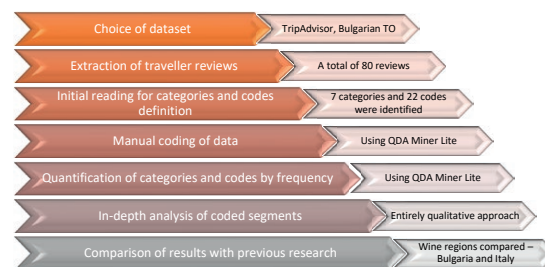 Choice of dataset
TripAdvisor, Bulgarian TO
Extraction of traveller reviews
A total of 80 reviews
Initial reading for categories and codes
definition
7 categories and 22 codes
were identified
Manual coding of data
Using QDA Miner Lite
Quantification of categories and codes by frequency
Using QDA Miner Lite
In-depth analysis of coded segments
Entirely qualitative approach
Comparison of results with previous research
Wine regions compared –
Bulgaria and Italy